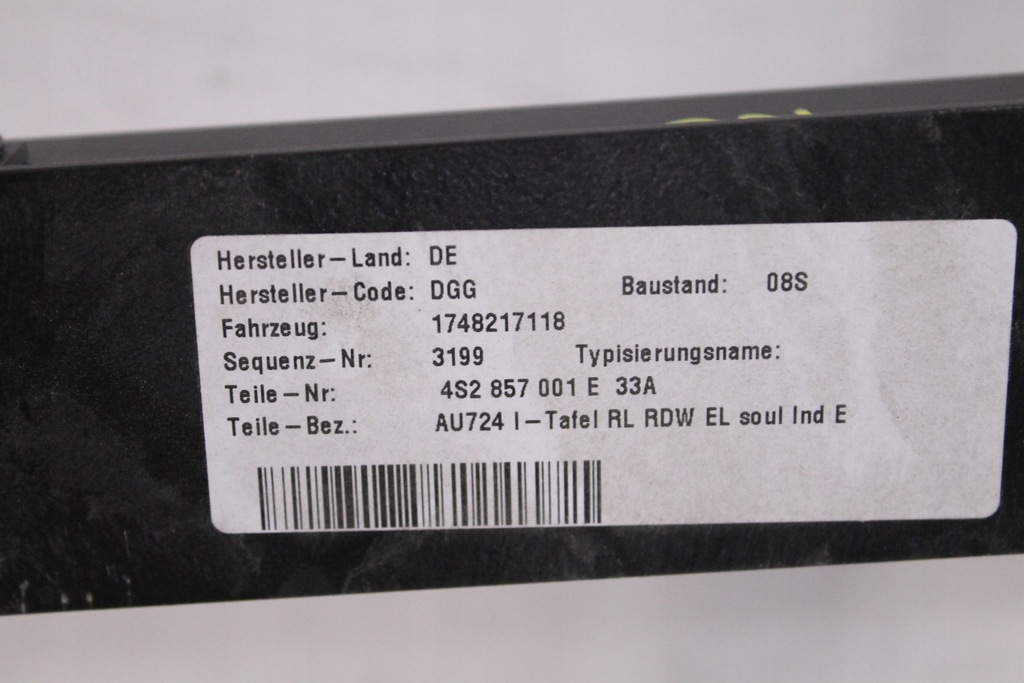 Hersteller-Land: DE
Hersteller-Code: DGG Baustand: 08S
Fahrzeug: 1748217118
Sequenz-Nr: 3199 Typisierungsname:
Teile-Nr: 4S2 857 001 E 33A
Teile-Bez.: AU724 I-Tafel RL RDW EL soul Ind E